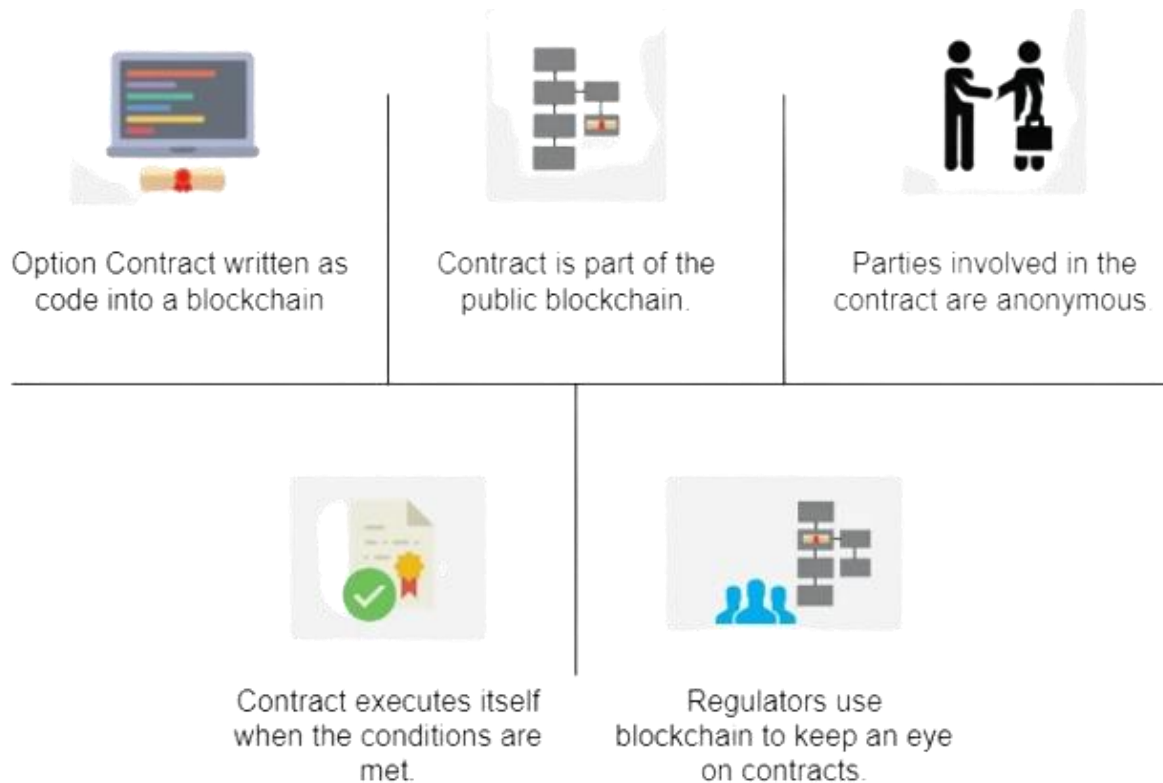 Option Contract written as
code into a blockchain
Contract is part of the
public blockchain.
Parties involved in the
contract are anonymous.
Contract executes itself
when the conditions are
met.
Regulators use
blockchain to keep an eye
on contracts.